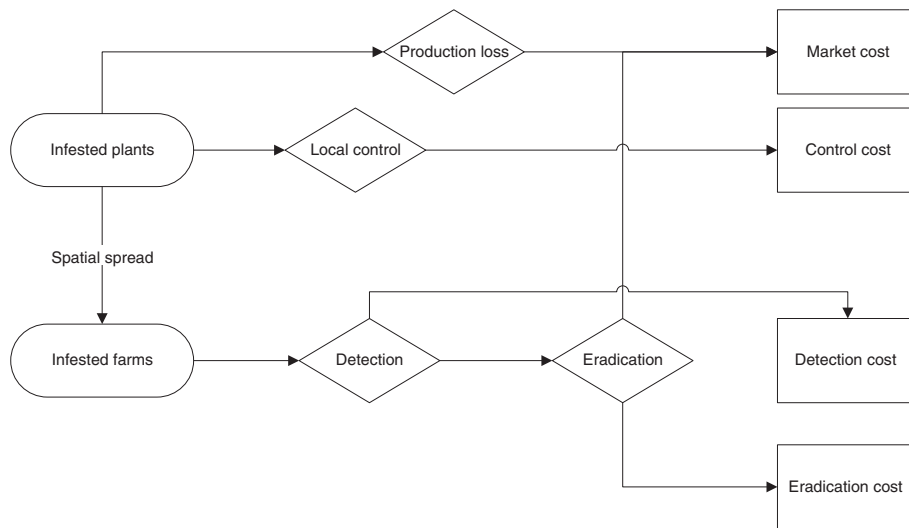 Production loss
Market cost
Infested plants
Local control
Control cost
Spatial spread
Infested farms
Detection
Eradication
Detection cost
Eradication cost